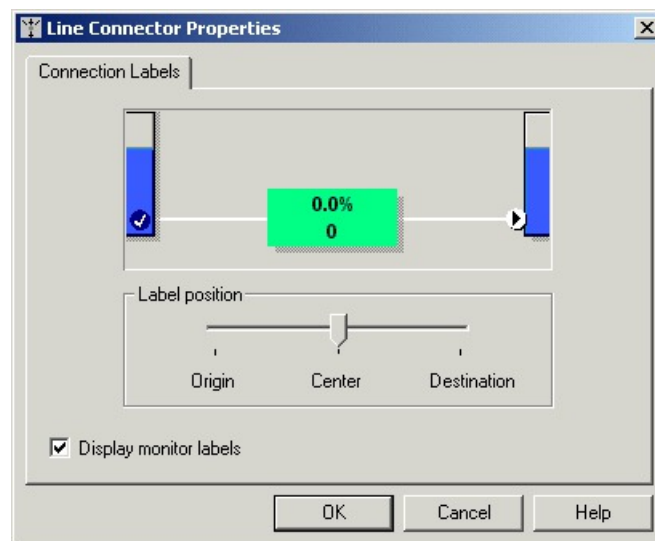 Line Connector Properties
Connection Labels
0.0%
0
Label position
Origin Center Destination
Display monitor labels
OK Cancel Help